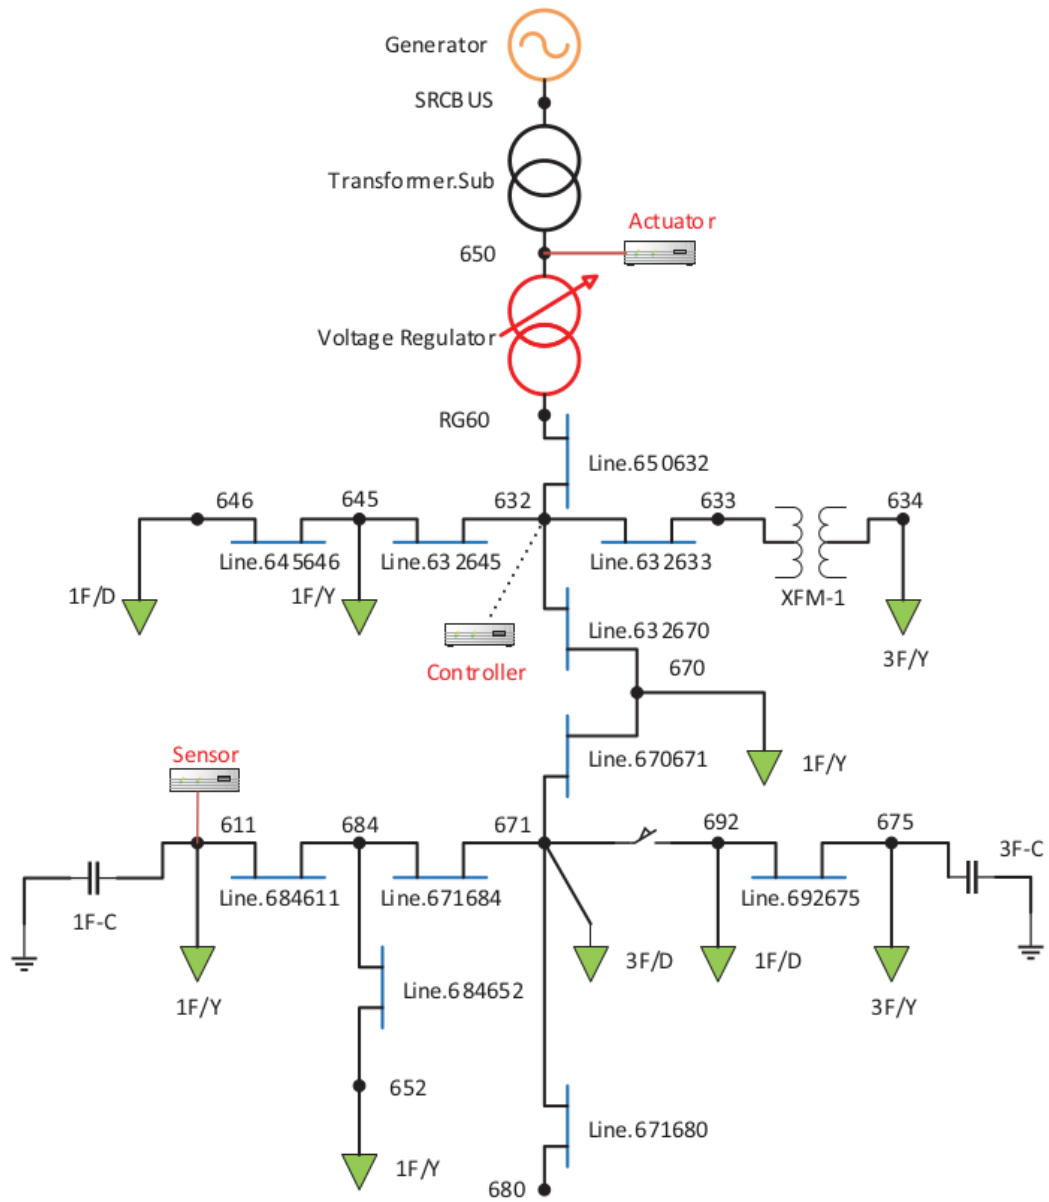 Generator
SRCBUS
Transformer.Sub
Actuator
650
Voltage Regulator
RG60
Line.650632
646
645
632
633
634
Line.645646
Line.632645
Line.632633
1F/D
1F/Y
XFM-1
Line.632670
3F/Y
Controller
670
Sensor
Line.670671
1F/Y
611
684
671
692
675
3F-C
Line.684611
Line.671684
Line.692675
1F-C
3F/D
1F/D
Line.684652
1F/Y
3F/Y
652
Line.671680
1F/Y
680